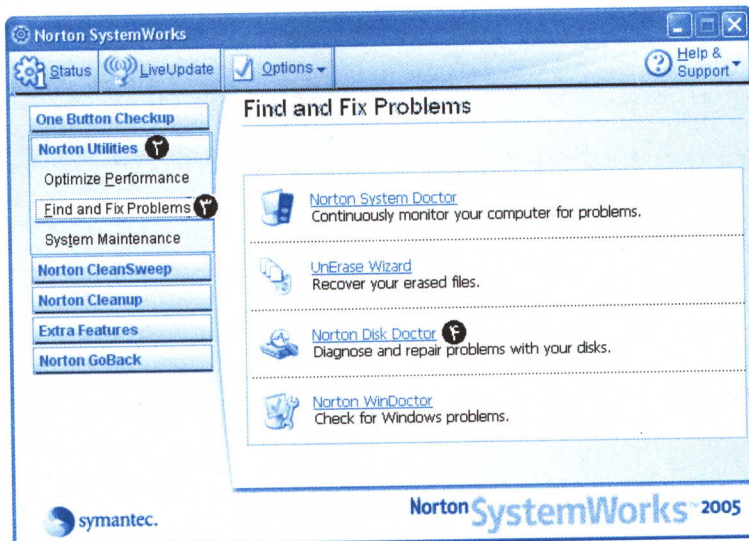 Norton SystemWorks
Status LiveUpdate Options Help & Support
One Button Checkup
Norton Utilities ۲
Optimize Performance
Find and Fix Problems ۳
System Maintenance
Norton CleanSweep
Norton Cleanup
Extra Features
Norton GoBack
Find and Fix Problems
Norton System Doctor
Continuously monitor your computer for problems.
UnErase Wizard
Recover your erased files.
Norton Disk Doctor ۴
Diagnose and repair problems with your disks.
Norton WinDoctor
Check for Windows problems.
symantec.
Norton SystemWorks™ 2005